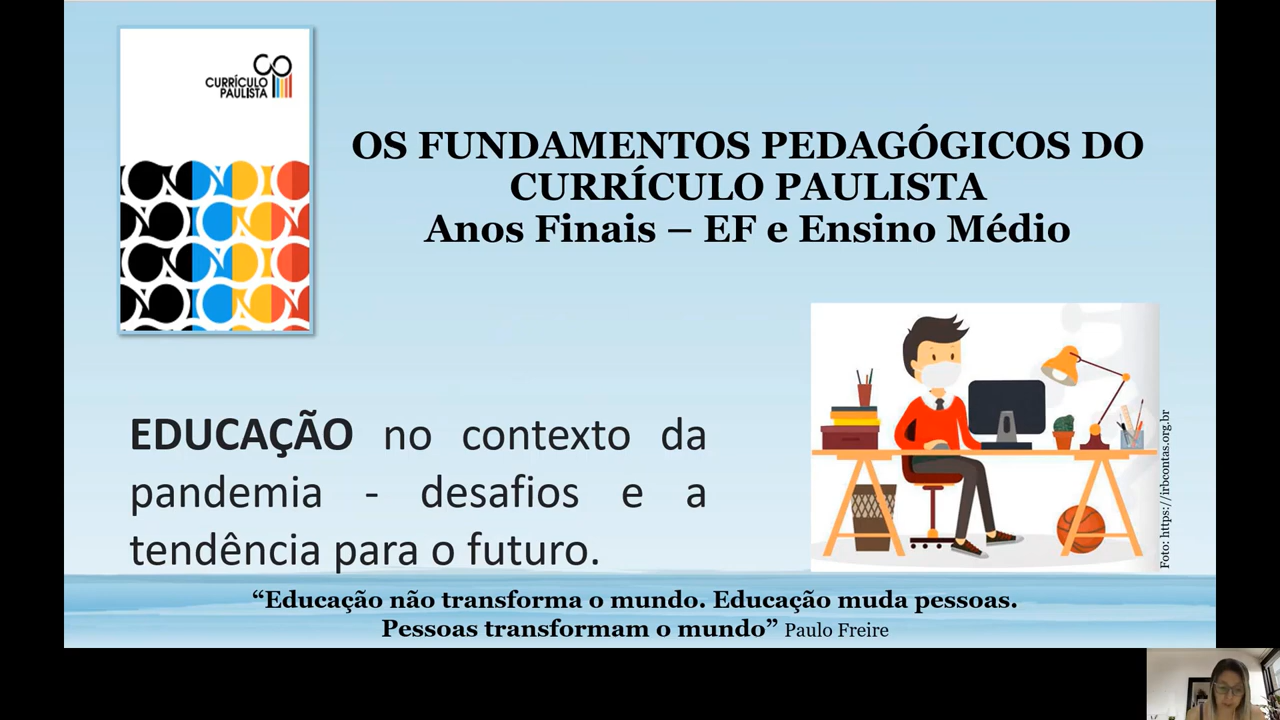 CURRÍCULO
PAULISTA
OS FUNDAMENTOS PEDAGÓGICOS DO
CURRÍCULO PAULISTA
Anos Finais – EF e Ensino Médio
EDUCAÇÃO no contexto da
pandemia - desafios e a
tendência para o futuro.
Foto: https://irbcontas.org.br
“Educação não transforma o mundo. Educação muda pessoas.
Pessoas transformam o mundo” Paulo Freire